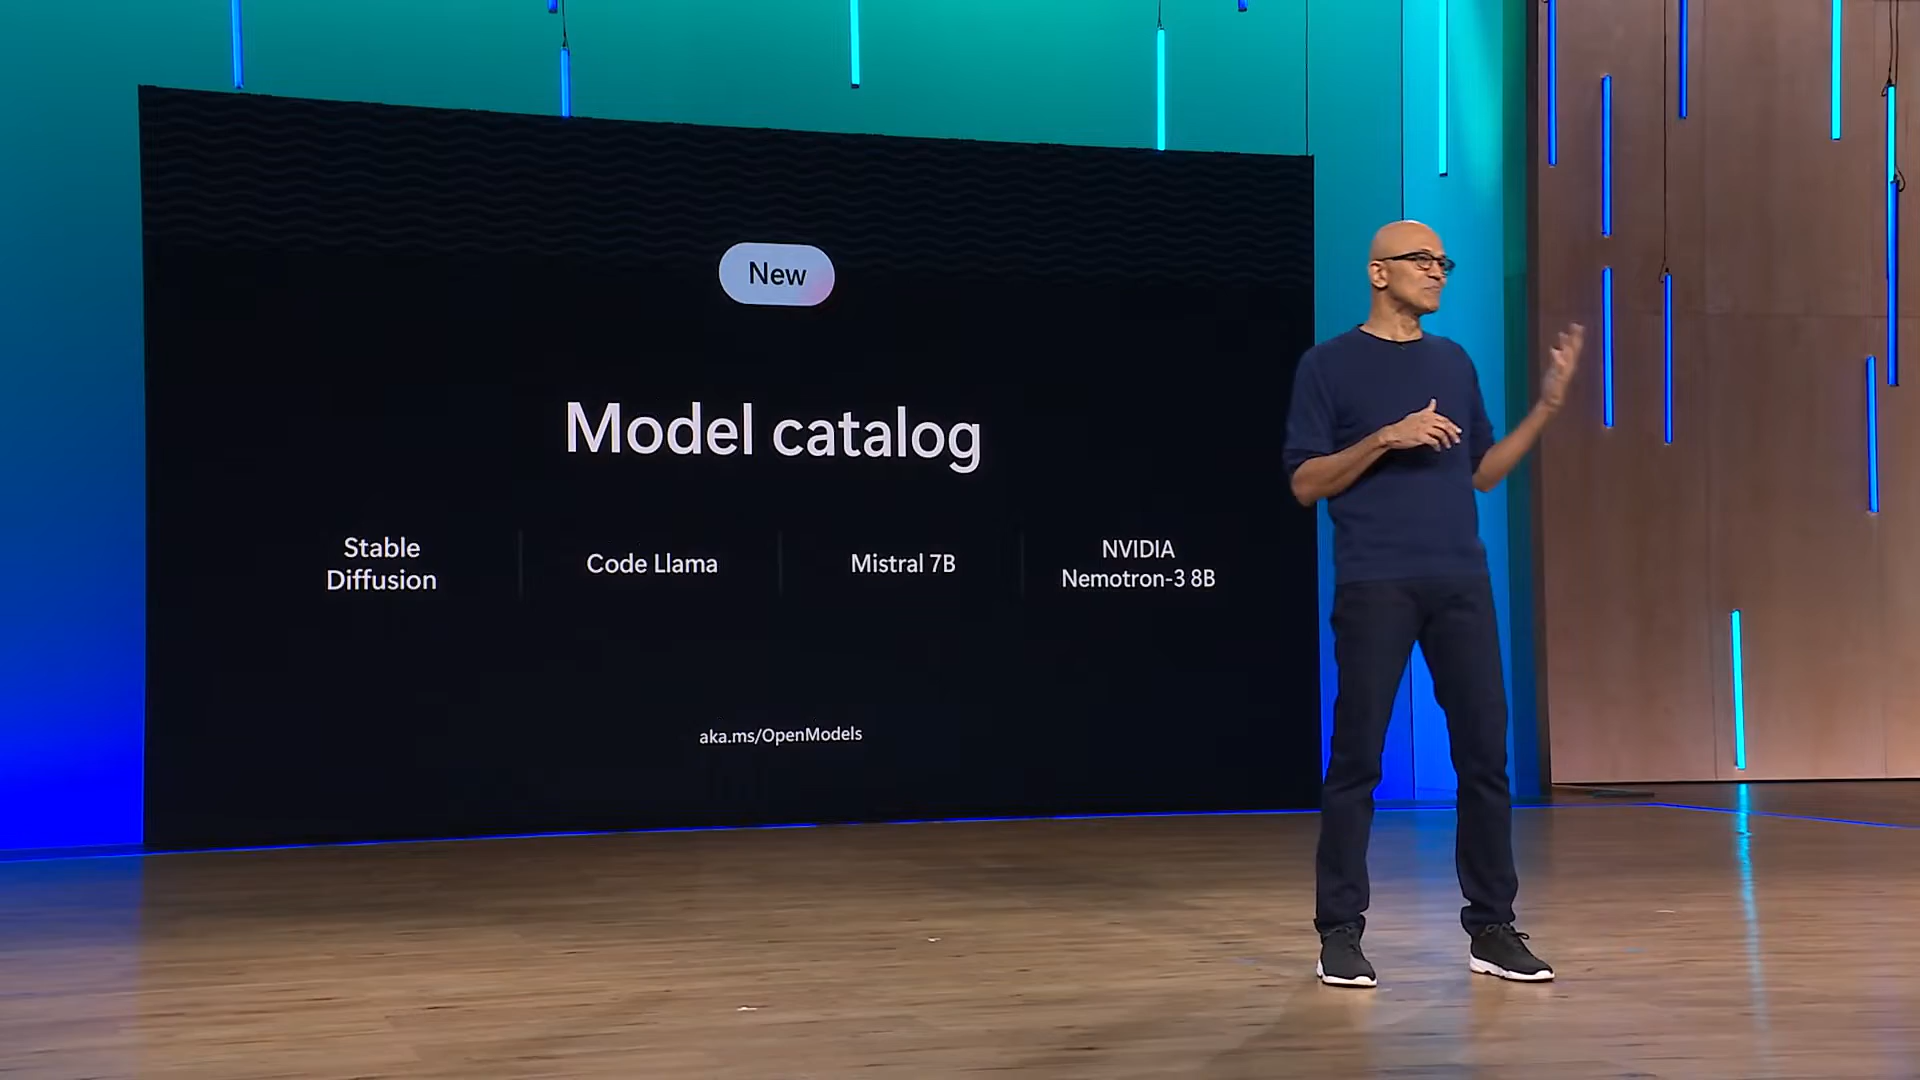 New
Model catalog
Stable
Diffusion
Code Llama
Mistral 7B
NVIDIA
Nemotron-3 8B
aka.ms/OpenModels